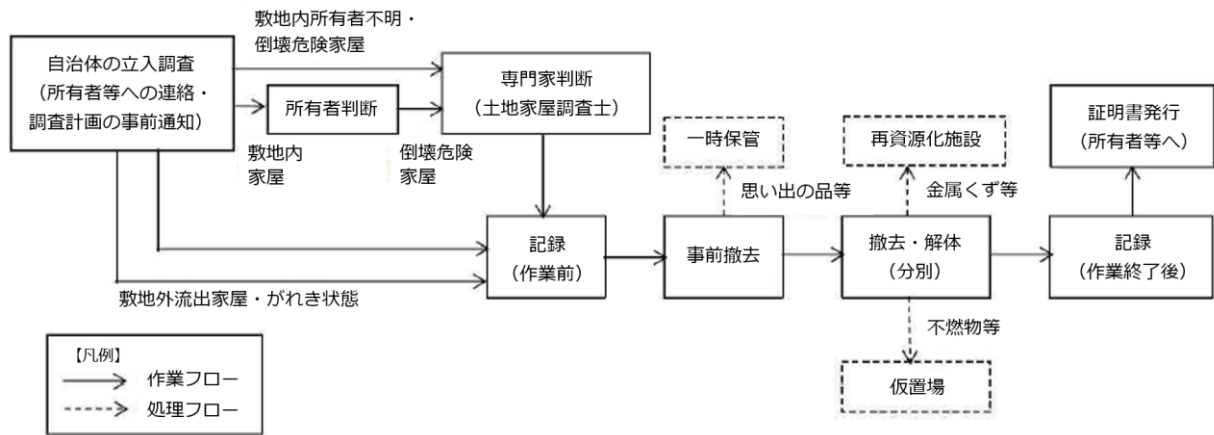 敷地内所有者不明・
倒壊危険家屋
自治体の立入調査
（所有者等への連絡・
調査計画の事前通知）
所有者判断
専門家判断
（土地家屋調査士）
敷地内
家屋
倒壊危険
家屋
一時保管
再資源化施設
証明書発行
（所有者等へ）
思い出の品等
金属くず等
記録
（作業前）
事前撤去
撤去・解体
（分別）
記録
（作業終了後）
敷地外流出家屋・がれき状態
不燃物等
仮置場
【凡例】
作業フロー
処理フロー